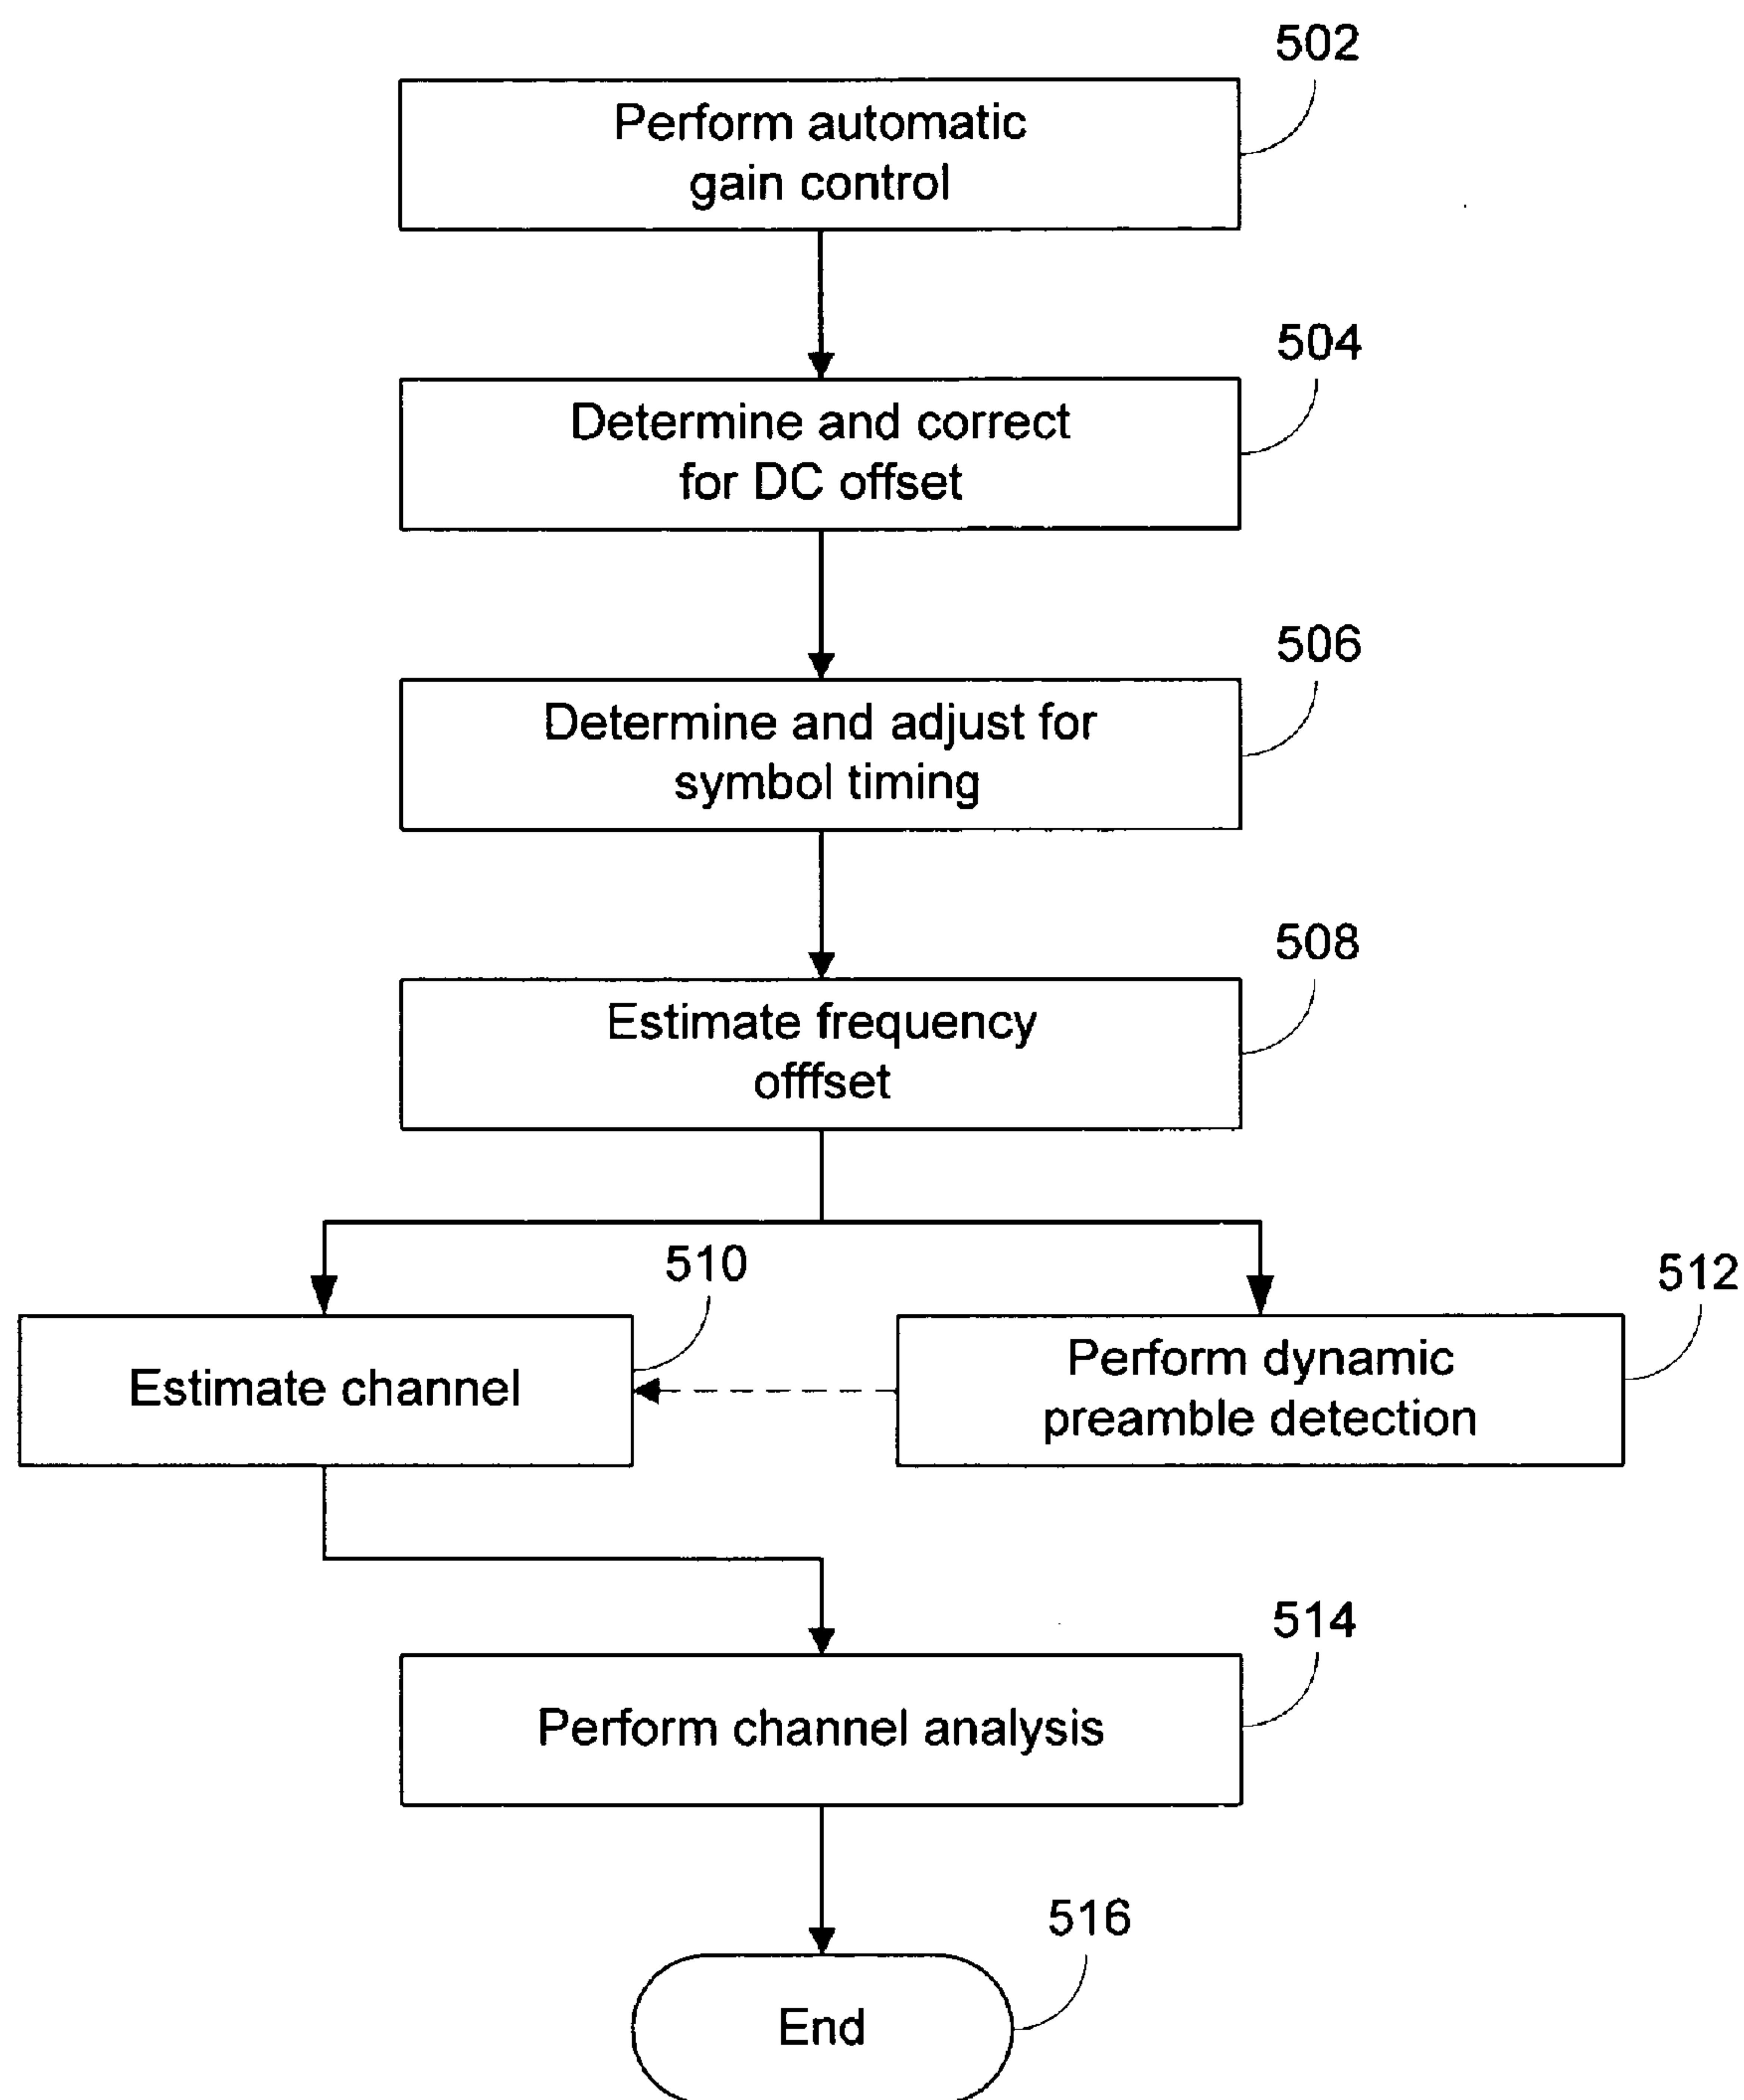 502
Perform automatic
gain control
504
Determine and correct
for DC offset
506
Determine and adjust for
symbol timing
508
Estimate frequency
offfset
510
512
Estimate channel
Perform dynamic
preamble detection
514
Perform channel analysis
516
End